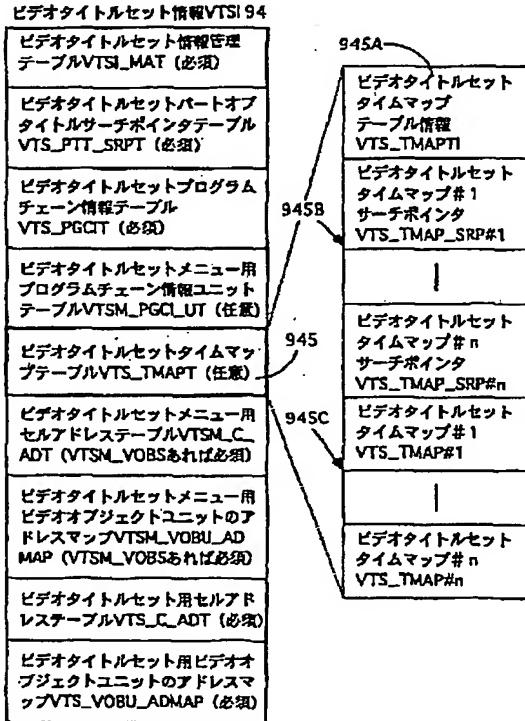 ビデオタイトルセット情報VTSI 94
ビデオタイトルセット情報管理
テーブルVTSI_MAT (必須)
ビデオタイトルセットパートオブ
タイトルサーチポインタテーブル
VTS_PTT_SRPT (必須)
ビデオタイトルセットプログラム
チェーン情報テーブル
VTS_PGCIT (必須)
ビデオタイトルセットメニュー用
プログラムチェーン情報ユニット
テーブルVTSM_PGCI_UT (任意)
ビデオタイトルセットタイムマッ
プテーブルVTS_TMAPT (任意)
ビデオタイトルセットメニュー用
セルアドレステーブルVTSM_C_
ADT (VTSM_VOBSあれば必須)
ビデオタイトルセットメニュー用
ビデオオブジェクトユニットのア
ドレスマップVTSM_VOBU_AD
MAP (VTSM_VOBSあれば必須)
ビデオタイトルセット用セルアド
レステーブルVTS_C_ADT (必須)
ビデオタイトルセット用ビデオオ
ブジェクトユニットのアドレスマ
ップVTS_VOBU_ADMAP (必須)
945
945A
ビデオタイトルセット
タイムマップ
テーブル情報
VTS_TMAPTI
945B
ビデオタイトルセット
タイムマップ#1
サーチポインタ
VTS_TMAP_SRP#1
ビデオタイトルセット
タイムマップ#n
サーチポインタ
VTS_TMAP_SRP#n
945C
ビデオタイトルセット
タイムマップ#1
VTS_TMAP#1
ビデオタイトルセット
タイムマップ#n
VTS_TMAP#n